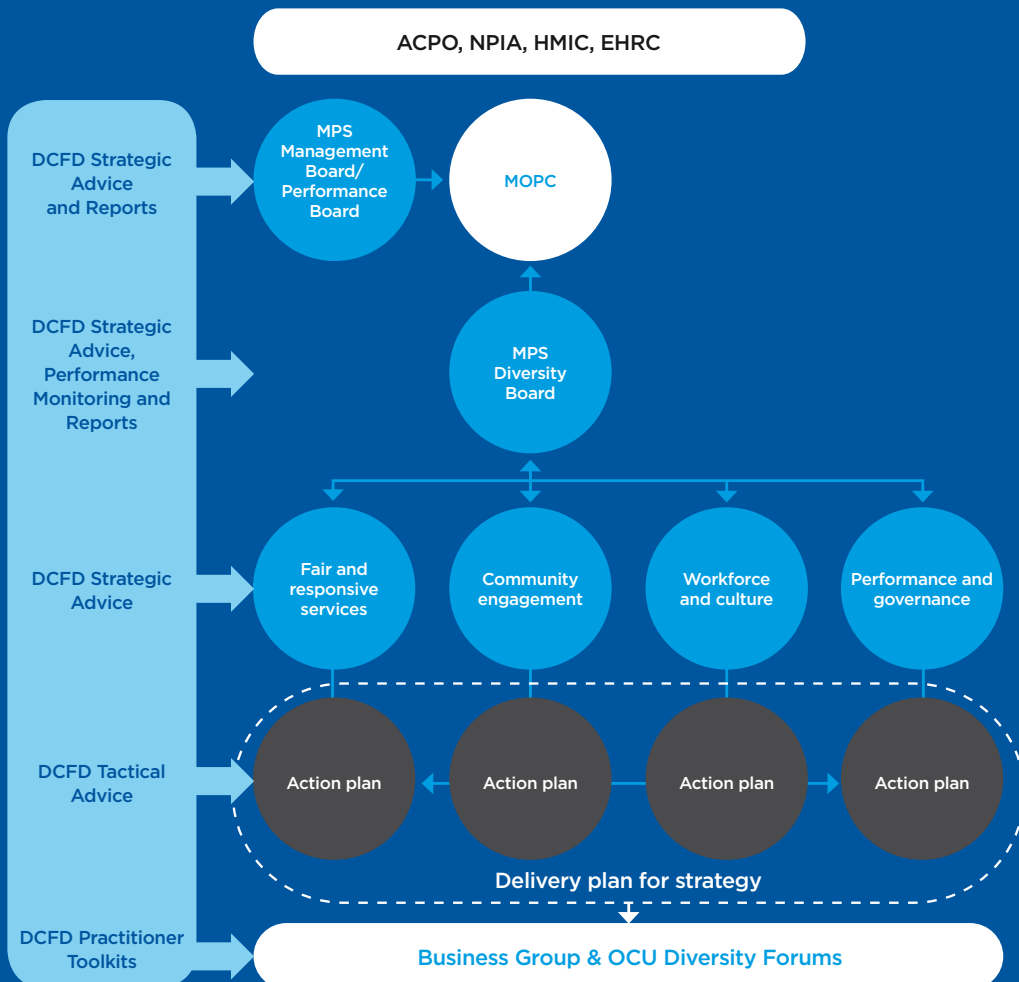 ACPO, NPIA, HMIC, EHRC
DCFD Strategic
Advice
and Reports
MPS
Management
Board/
Performance
Board
MOPC
DCFD Strategic
Advice,
Performance
Monitoring and
Reports
MPS
Diversity
Board
DCFD Strategic
Advice
Fair and
responsive
services
Community
engagement
Workforce
and culture
Performance and
governance
DCFD Tactical
Advice
Action plan
Action plan
Action plan
Action plan
Delivery plan for strategy
DCFD Practitioner
Toolkits
Business Group & OCU Diversity Forums